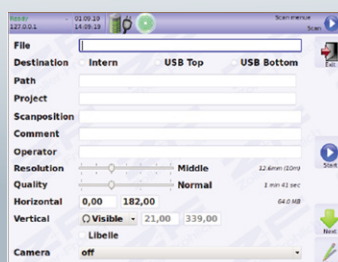 Ready - 01.09.19 Scan menue
127.0.0.1 14:09:13 Scan
File
Exit
Destination Intern USB Top USB Bottom
Path
Project
Scanposition
Comment
Operator
Resolution Middle 12.6mm (10m)
Start
Quality Normal 1 min 41 sec
Horizontal 0,00 182,00 64.0 MB
Vertical Visible 21,00 339,00
Next
Libelle
Camera off